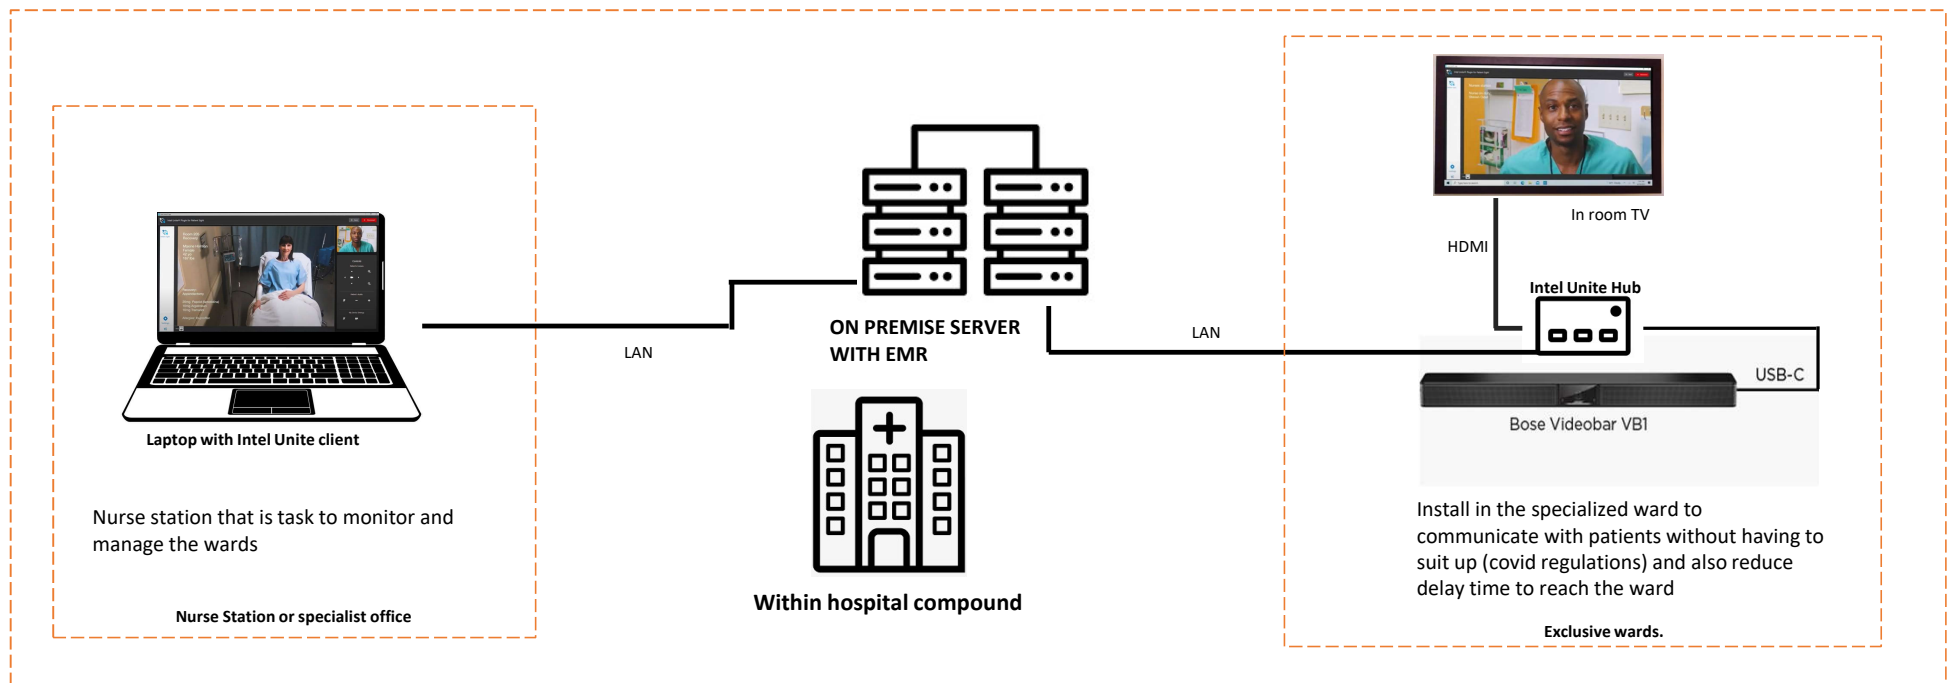 In room TV
HDMI
Intel Unite Hub
ON PREMISE SERVER
WITH EMR
LAN
LAN
USB-C
Bose Videobar VB1
Laptop with Intel Unite client
Nurse station that is task to monitor and
manage the wards
Nurse Station or specialist office
Within hospital compound
Install in the specialized ward to
communicate with patients without having to
suit up (covid regulations) and also reduce
delay time to reach the ward
Exclusive wards.